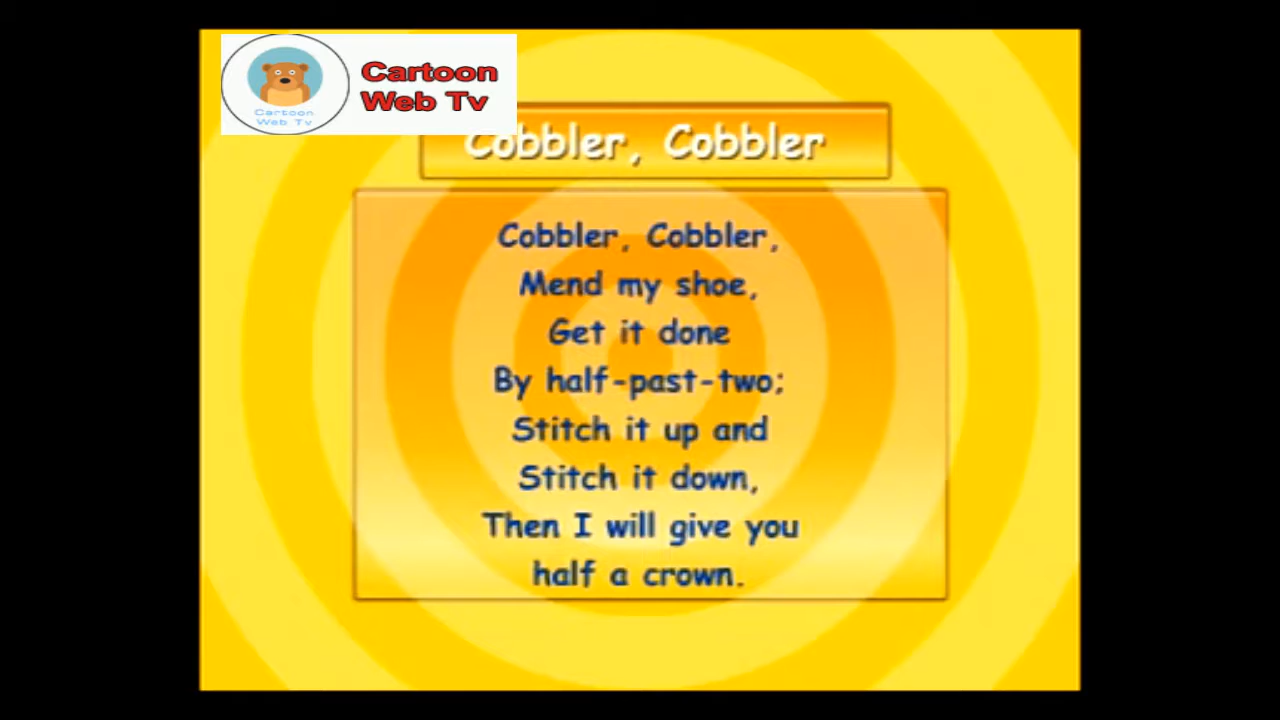 Cartoon
Web Tv
Cartoon
Web Tv
Cobbler, Cobbler
Cobbler, Cobbler,
Mend my shoe,
Get it done
By half-past-two;
Stitch it up and
Stitch it down,
Then I will give you
half a crown.